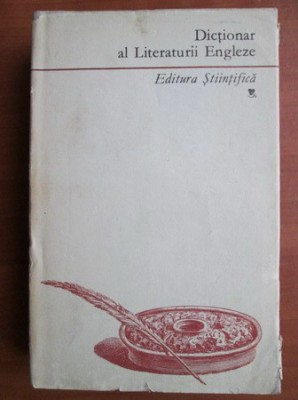 Dicționar
al Literaturii Engleze
Editura Științifică